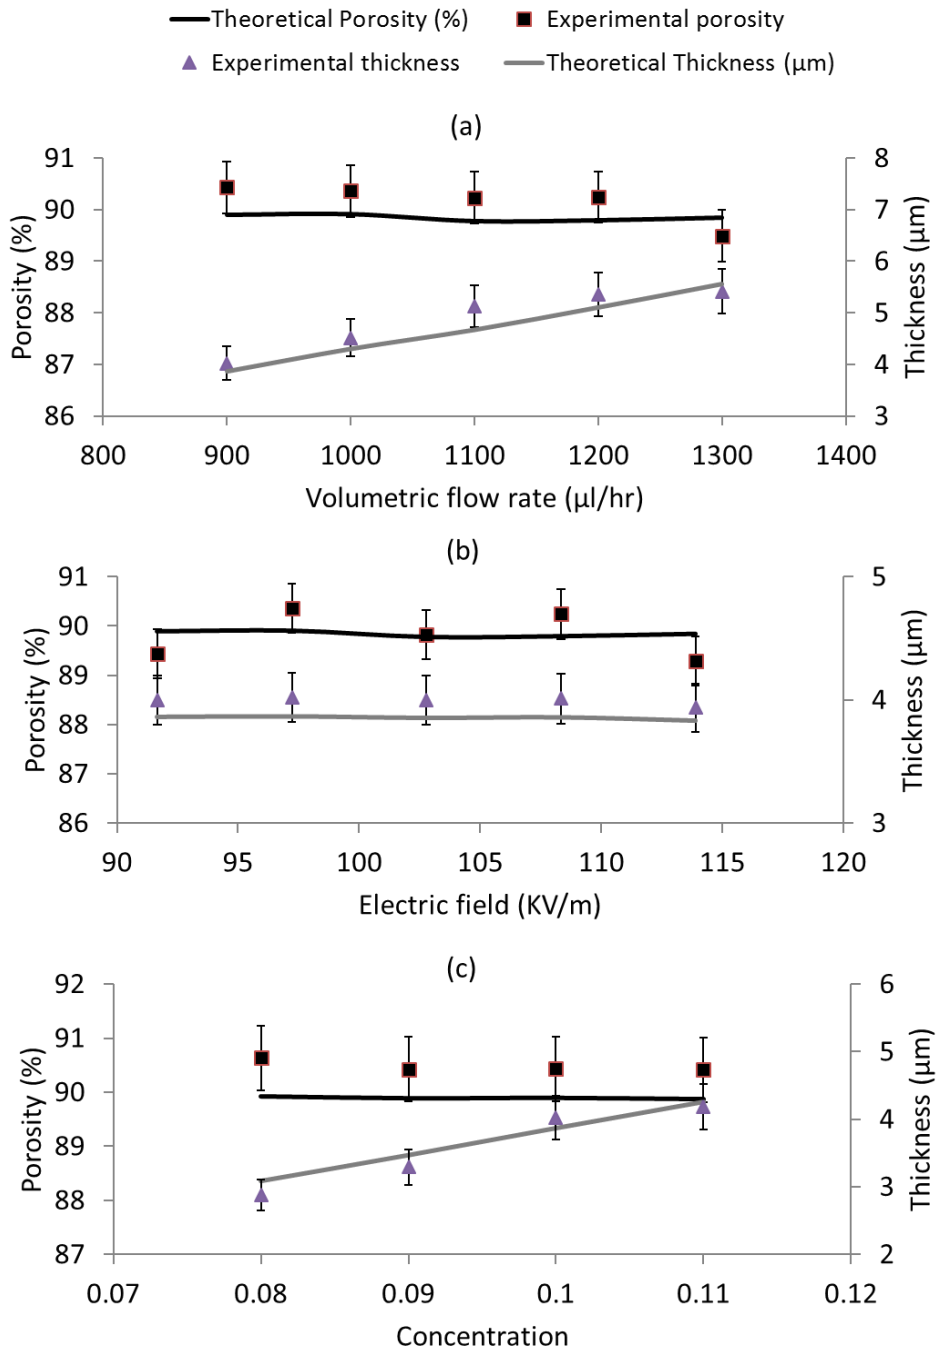 Theoretical Porosity (%) Experimental porosity
Experimental thickness Theoretical Thickness (µm)
(a)
91 8
90 7
89 6
88 5
87 4
86 3
Porosity (%)
Thickness (µm)
800 900 1000 1100 1200 1300 1400
Volumetric flow rate (µl/hr)
(b)
91 5
90
89 4
88
87
86 3
Porosity (%)
Thickness (µm)
90 95 100 105 110 115 120
Electric field (KV/m)
(c)
92 6
91 5
90
89 4
88 3
87 2
Porosity (%)
Thickness (µm)
0.07 0.08 0.09 0.1 0.11 0.12
Concentration